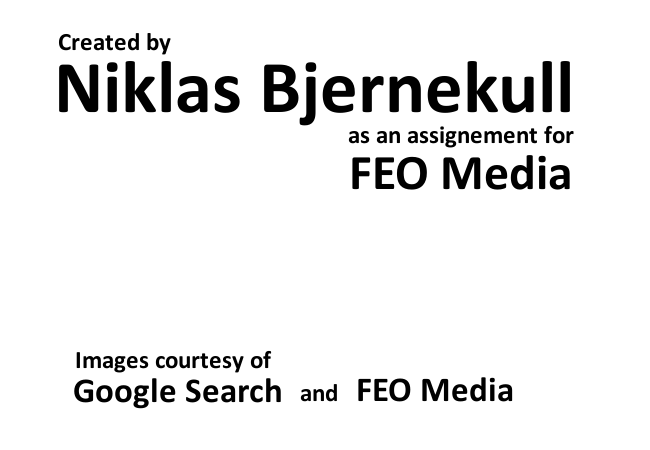 Created by
Niklas Bjernekull
as an assignement for
FEO Media
Images courtesy of
Google Search and FEO Media